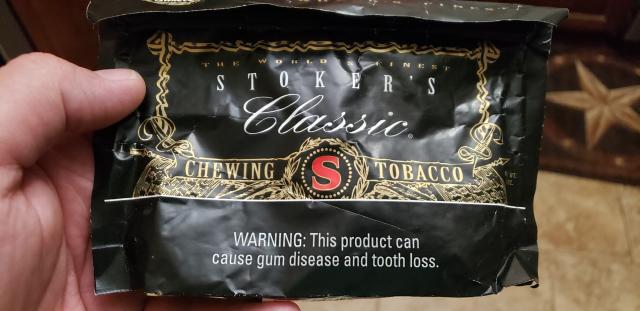 THE WORLD'S FINEST
STOKER'S
Classic®
CHEWING S TOBACCO
WARNING: This product can
cause gum disease and tooth loss.